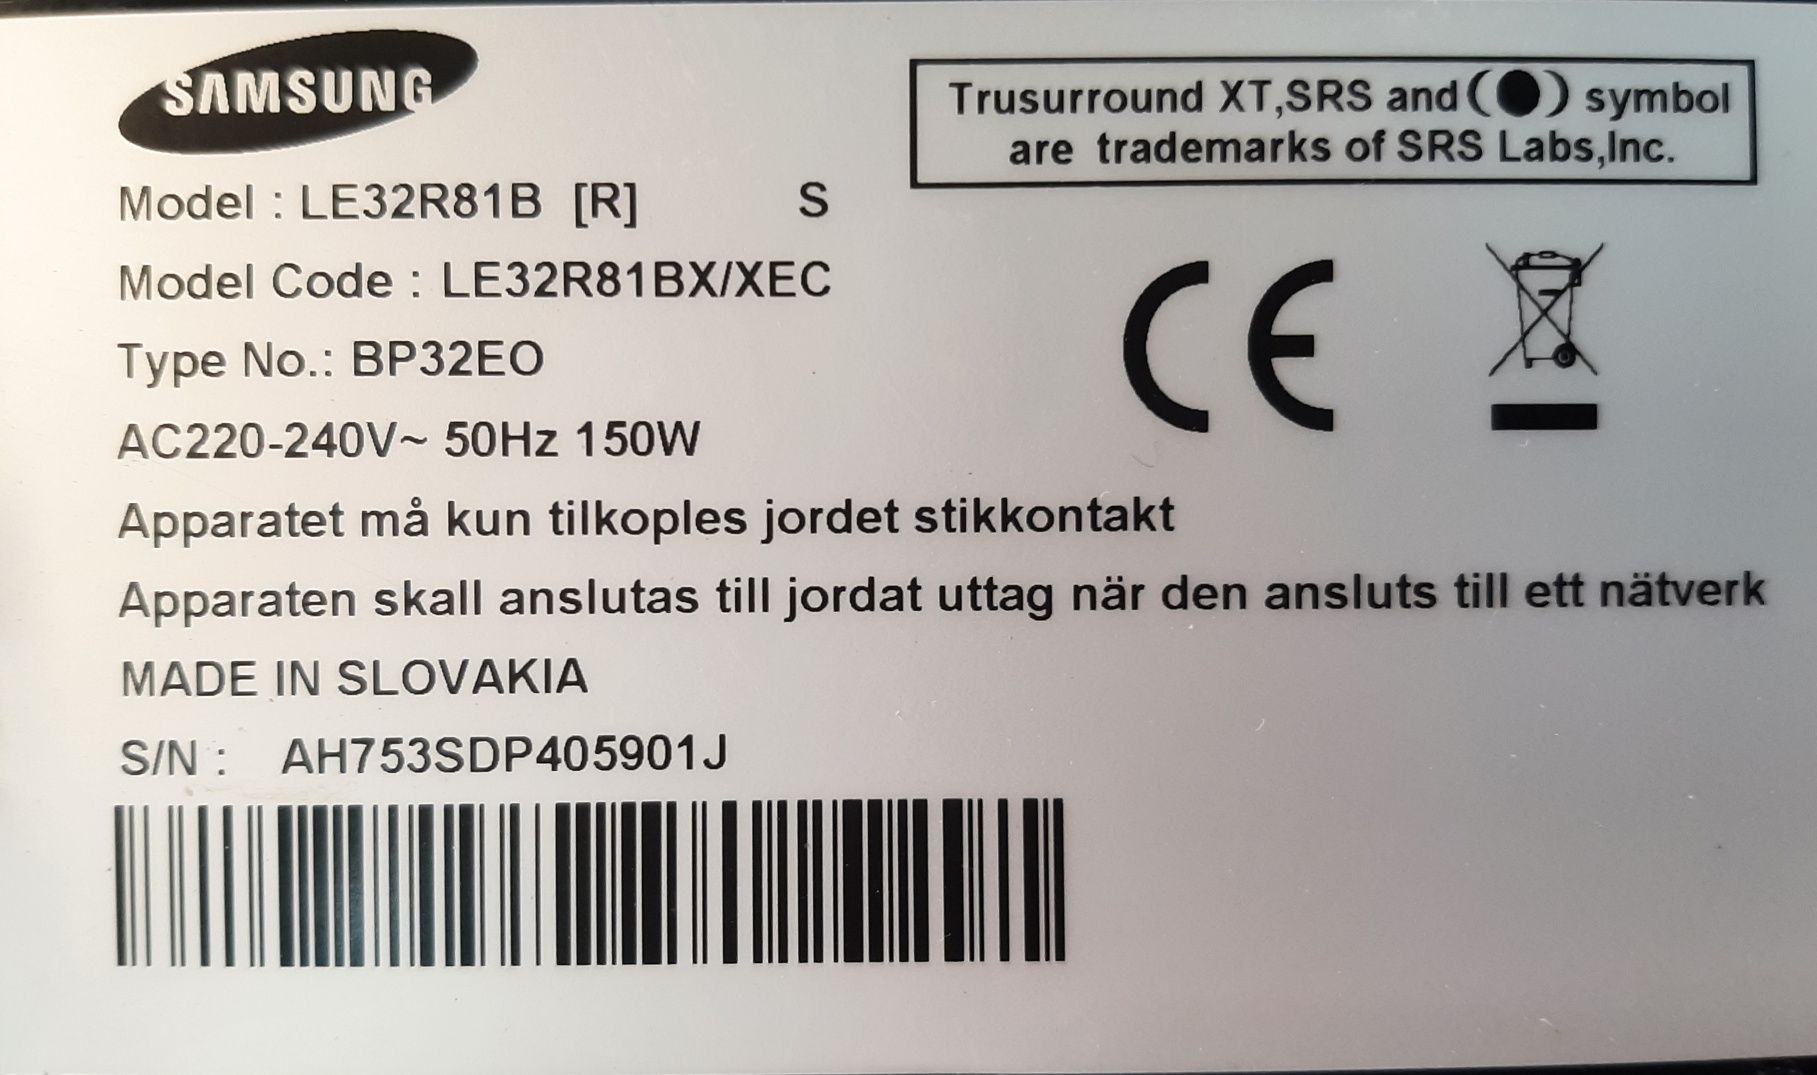 SAMSUNG
Trusurround XT,SRS and (●) symbol
are trademarks of SRS Labs,Inc.
Model : LE32R81B [R] S
Model Code : LE32R81BX/XEC
Type No.: BP32EO
AC220-240V~ 50Hz 150W
CE
Apparatet må kun tilkoples jordet stikkontakt
Apparaten skall anslutas till jordat uttag när den ansluts till ett nätverk
MADE IN SLOVAKIA
S/N : AH753SDP405901J